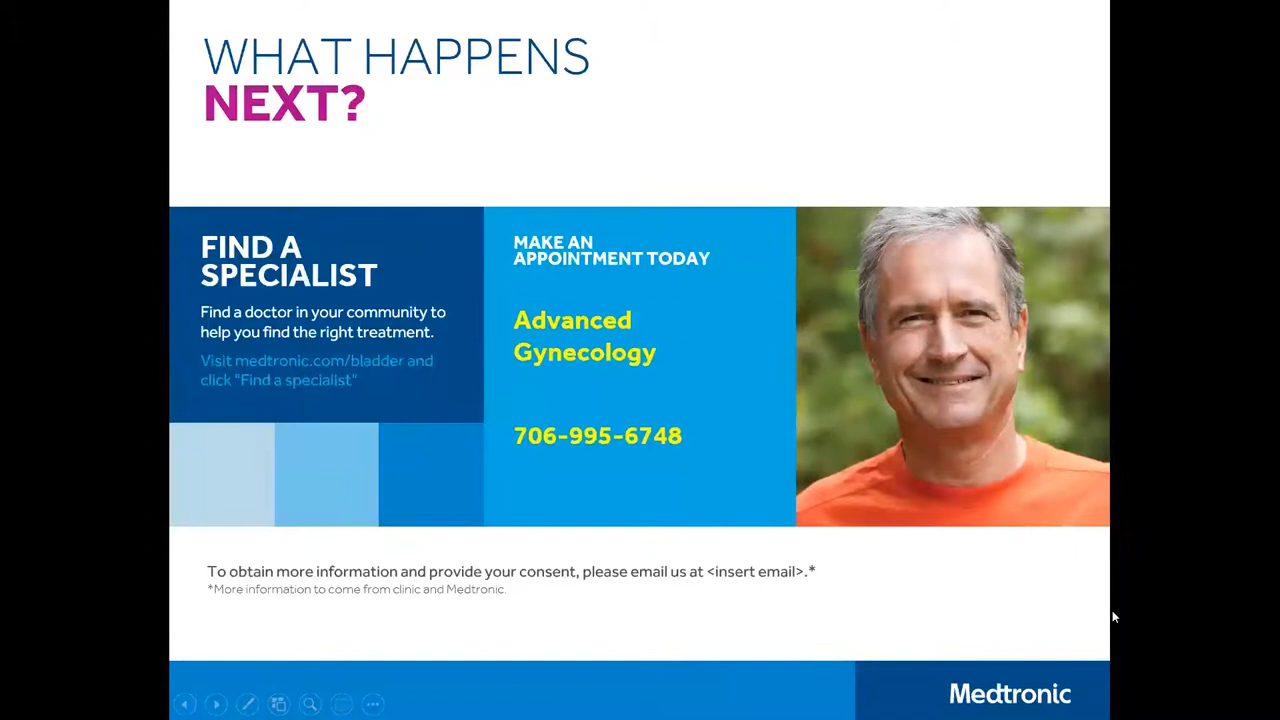 WHAT HAPPENS
NEXT?
FIND A
SPECIALIST
Find a doctor in your community to
help you find the right treatment.
Visit medtronic.com/bladder and
click "Find a specialist"
MAKE AN
APPOINTMENT TODAY
Advanced
Gynecology
706-995-6748
To obtain more information and provide your consent, please email us at <insert email>.*
*More information to come from clinic and Medtronic.
Medtronic